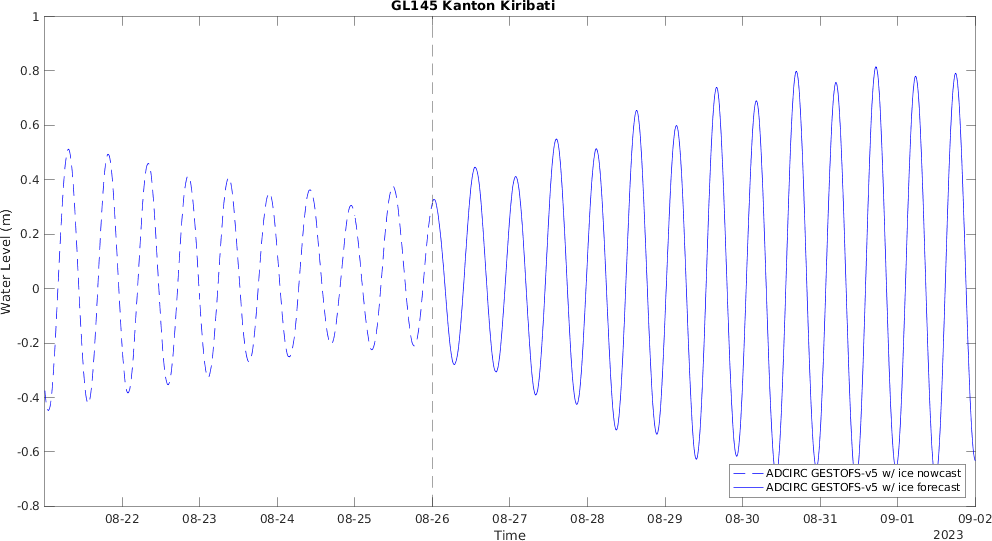 GL145 Kanton Kiribati
1
0.8
0.6
0.4
0.2
0
-0.2
-0.4
-0.6
-0.8
Water Level (m)
ADCIRC GESTOFS-v5 w/ ice nowcast
ADCIRC GESTOFS-v5 w/ ice forecast
08-22 08-23 08-24 08-25 08-26 08-27 08-28 08-29 08-30 08-31 09-01 09-02
Time
2023